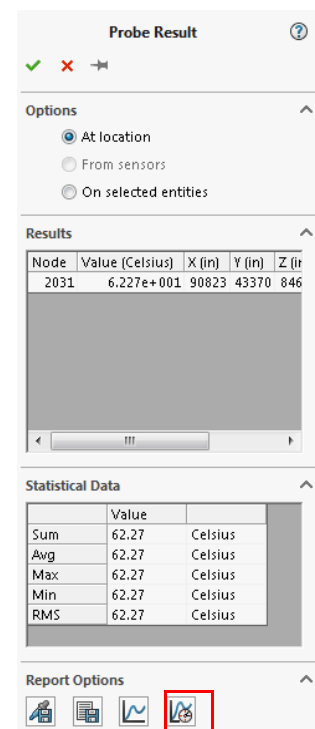 Probe Result
Options
At location
From sensors
On selected entities
Results
Node Value (Celsius) X (in) Y (in) Z (ir
2031 6.227e+001 90823 43370 846
Statistical Data
Value
Sum 62.27 Celsius
Avg 62.27 Celsius
Max 62.27 Celsius
Min 62.27 Celsius
RMS 62.27 Celsius
Report Options